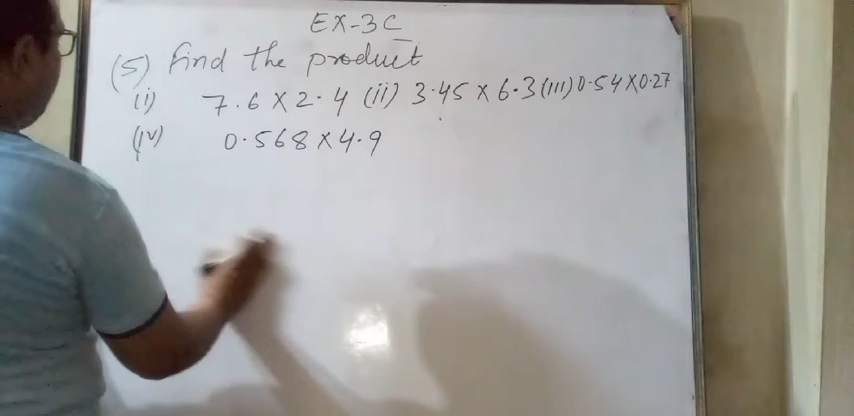 EX-3C
(5) Find the product
(i) 7.6 X 2.4 (ii) 3.45 X 6.3 (iii) 0.54 X 0.27
(iv) 0.568 X 4.9